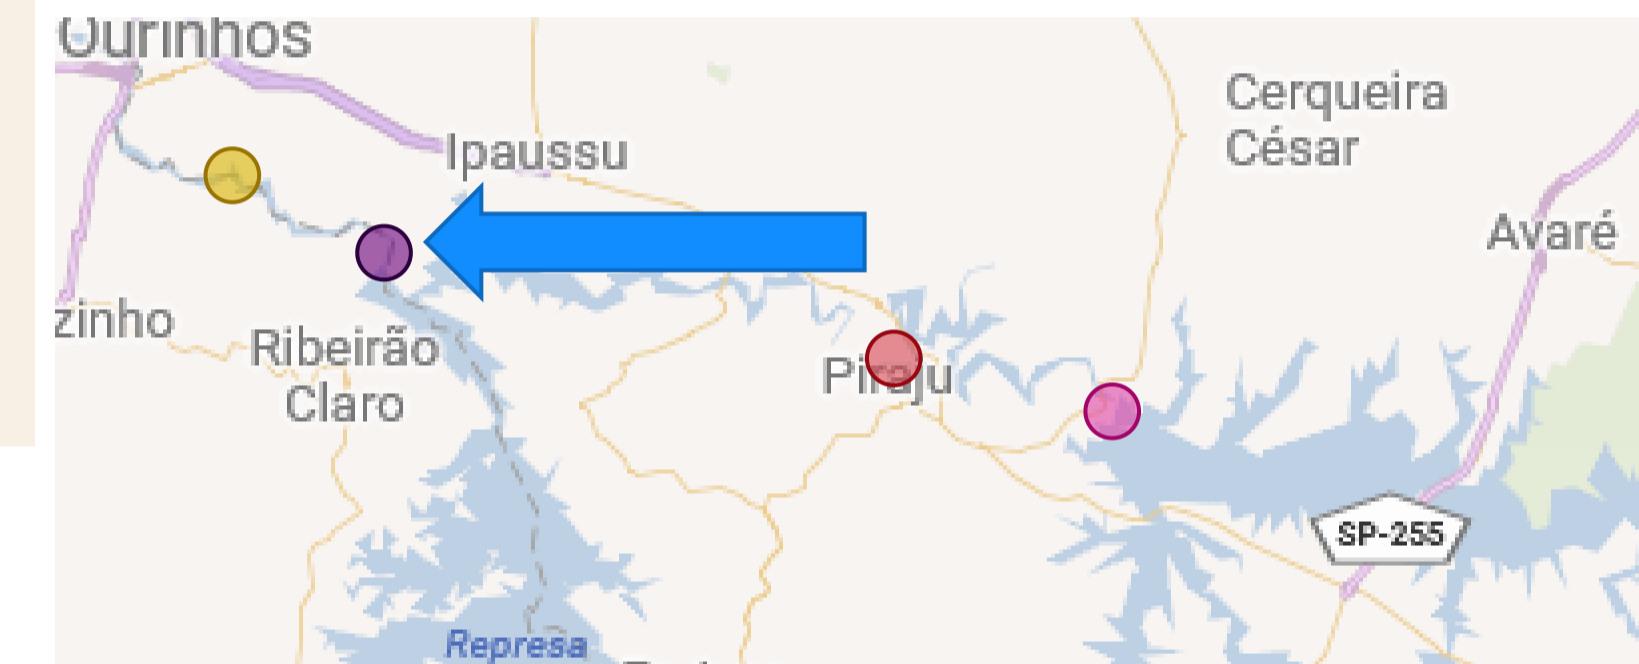 Ourinhos
Ipaussu
Cerqueira
César
Avaré
zinho
Ribeirão
Claro
Piraju
SP-255
Represa